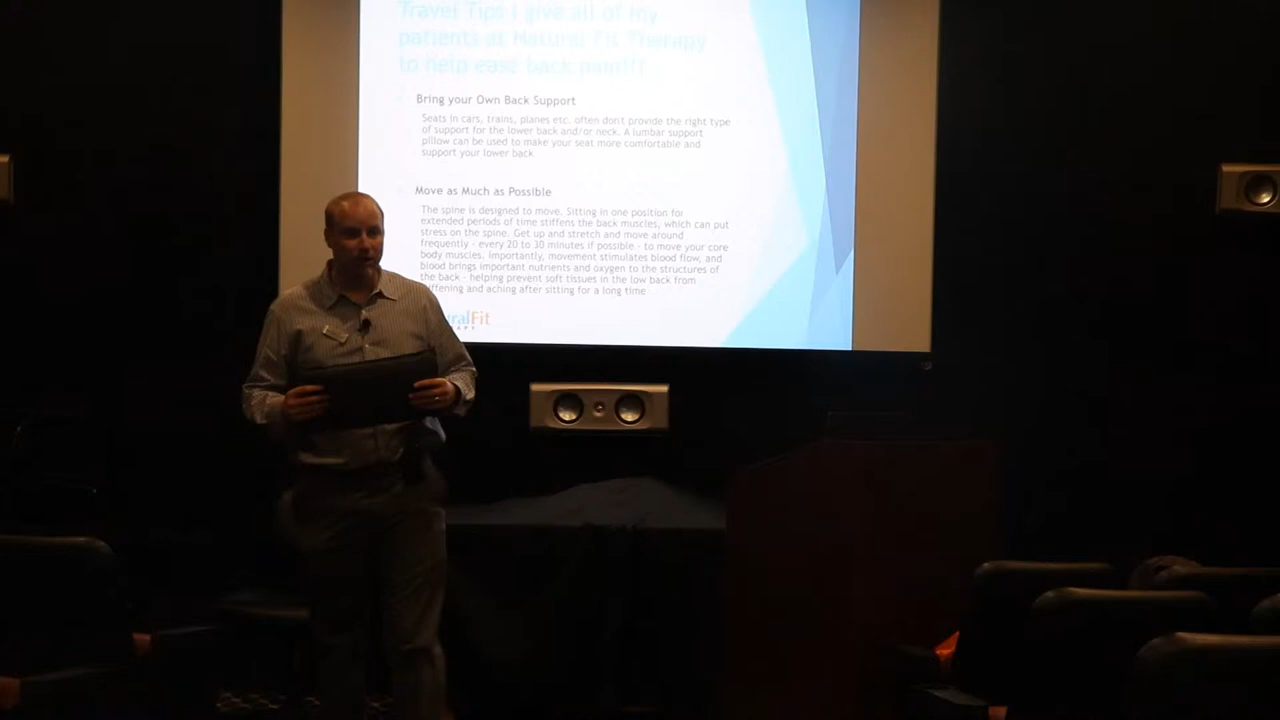 Travel Tips I give all of my
patients at Natural Fit Therapy
to help ease back pain!!!
Bring your Own Back Support
Seats in cars, trains, planes etc. often don't provide the right type
of support for the lower back and/or neck. A lumbar support
pillow can be used to make your seat more comfortable and
support your lower back
Move as Much as Possible
The spine is designed to move. Sitting in one position for
extended periods of time stiffens the back muscles, which can put
stress on the spine. Get up and stretch and move around
frequently - every 20 to 30 minutes if possible - to move your core
body muscles. Importantly, movement stimulates blood flow, and
blood brings important nutrients and oxygen to the structures of
the back - helping prevent soft tissues in the low back from
ffening and aching after sitting for a long time
ralFit
APY